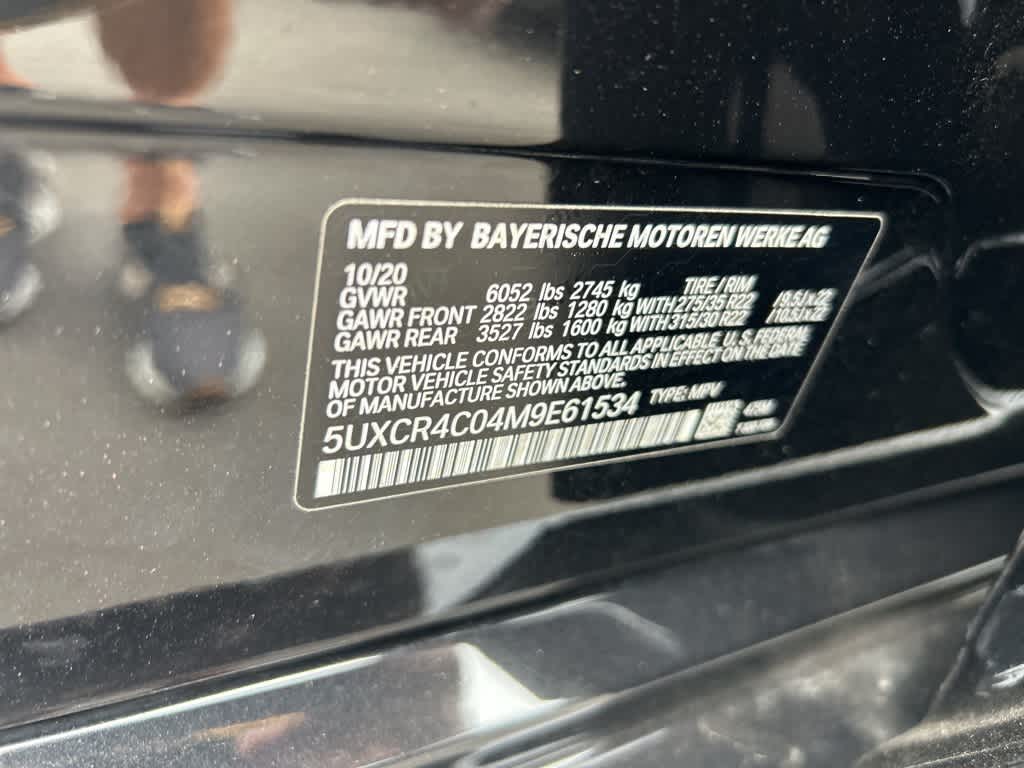 MFD BY BAYERISCHE MOTOREN WERKE AG
10/20
TIRE / RIM
GVWR 6052 lbs 2745 kg
GAWR FRONT 2822 lbs 1280 kg WITH 275/35 R22 /9.5J x 22
GAWR REAR 3527 lbs 1600 kg WITH 315/30 R22 /10.5J x 22
THIS VEHICLE CONFORMS TO ALL APPLICABLE U.S. FEDERAL
MOTOR VEHICLE SAFETY STANDARDS IN EFFECT ON THE DATE
OF MANUFACTURE SHOWN ABOVE.
5UXCR4C04M9E61534 TYPE: MPV